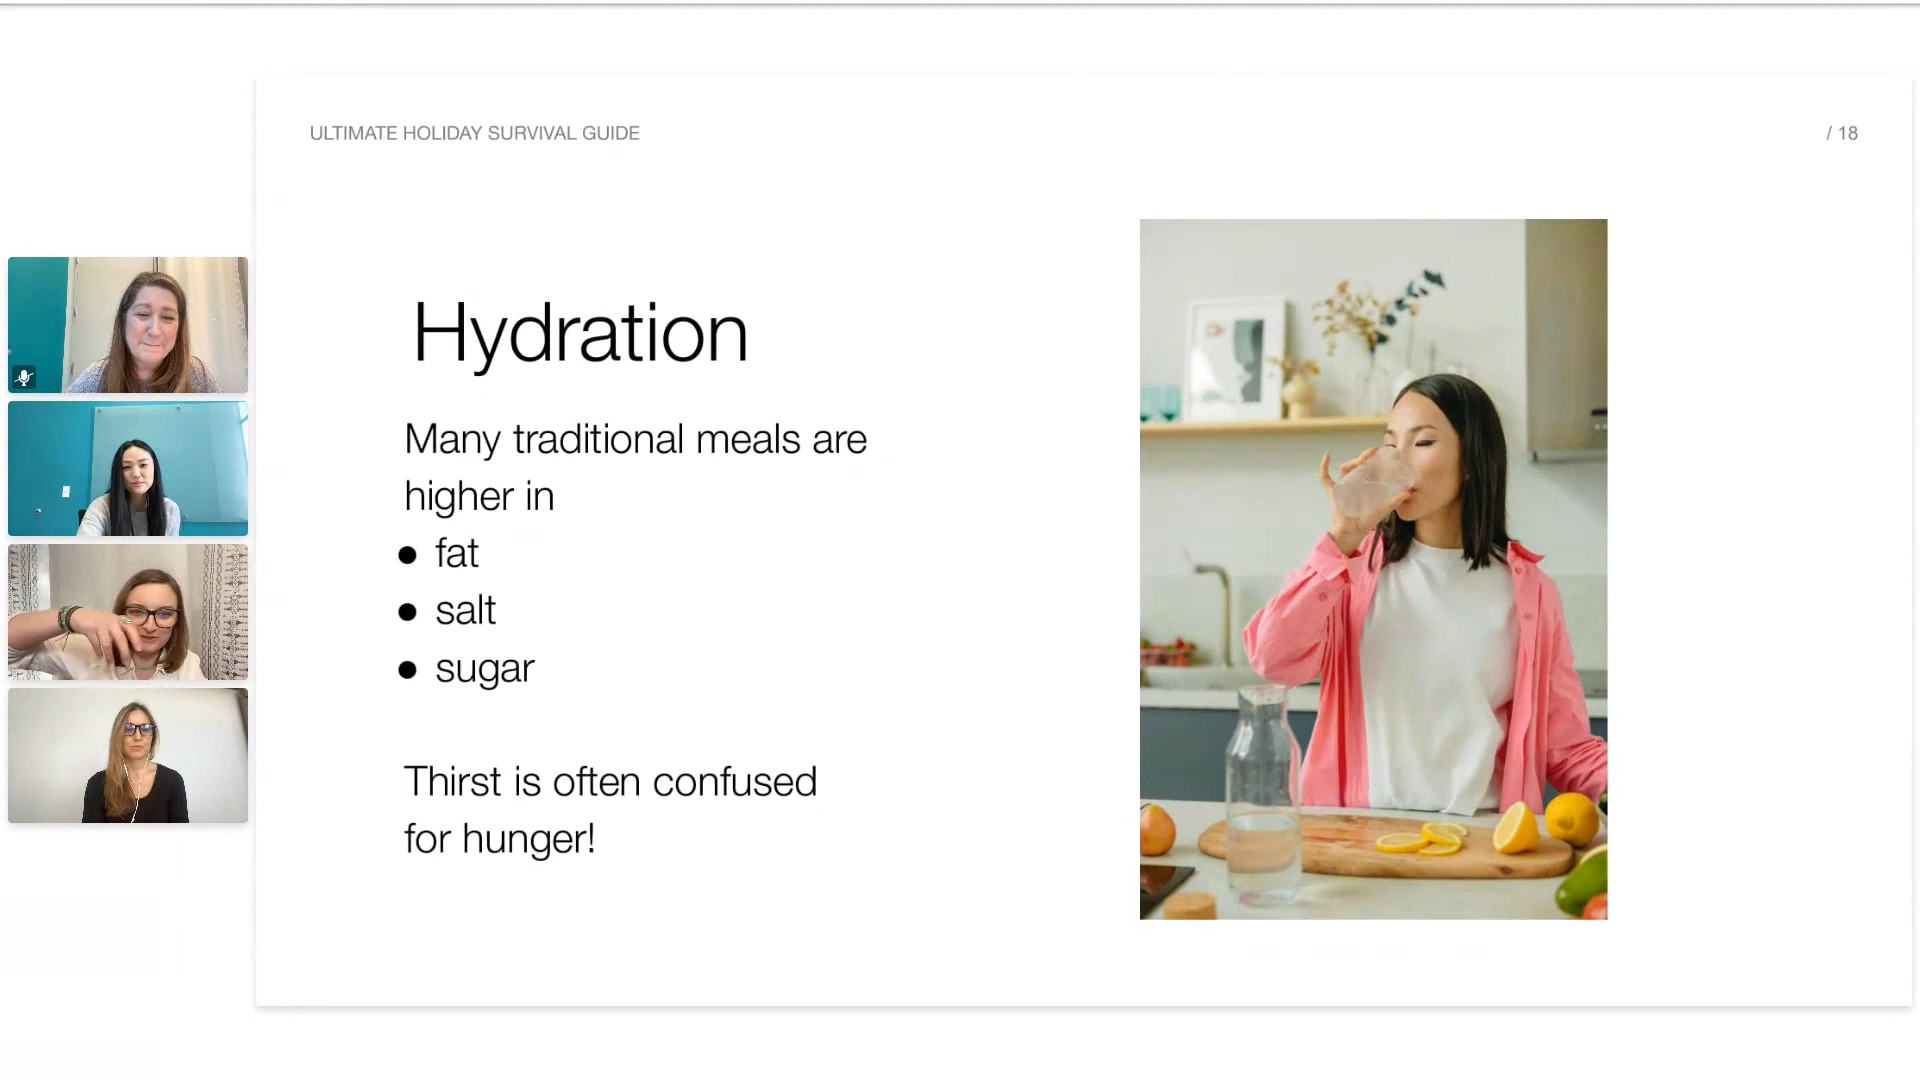 ULTIMATE HOLIDAY SURVIVAL GUIDE
/ 18
Hydration
Many traditional meals are
higher in
● fat
● salt
● sugar
Thirst is often confused
for hunger!